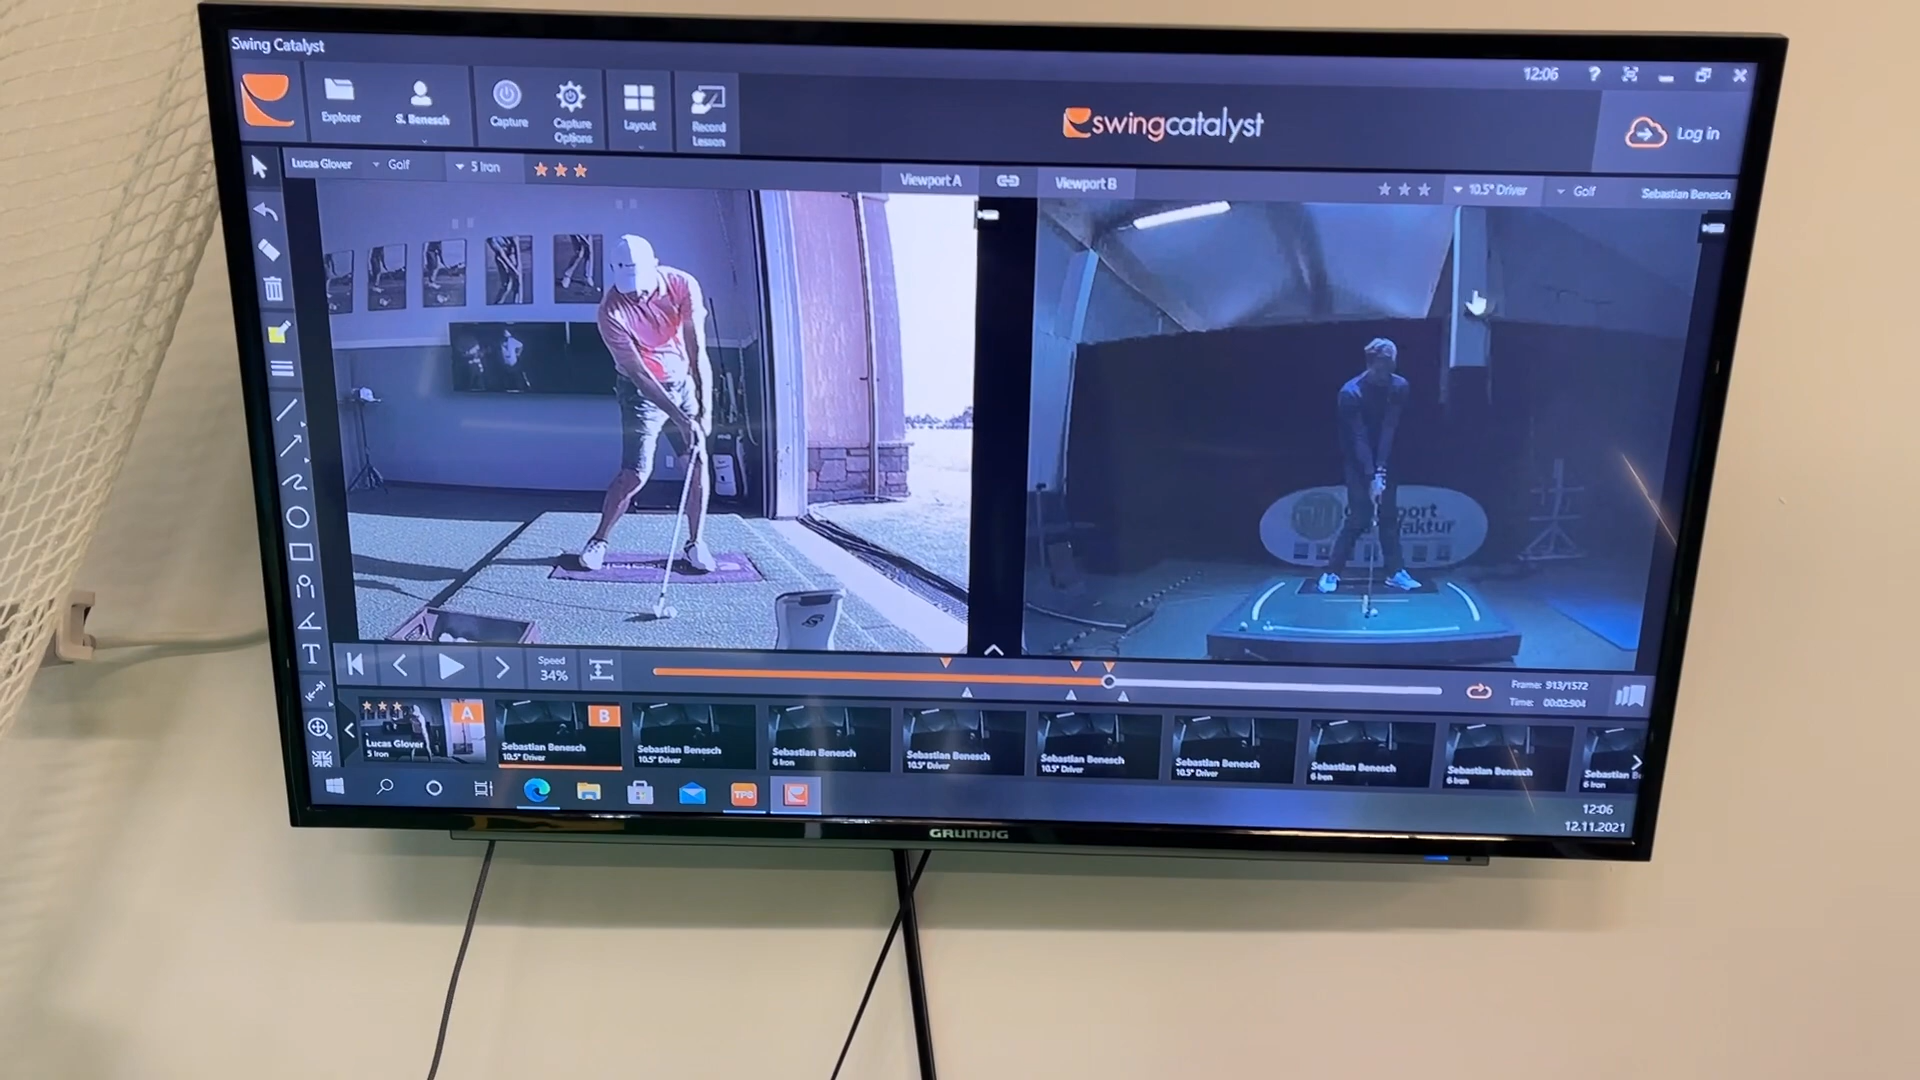 Swing Catalyst
12:06
?
Explorer
S. Benesch
Capture
Capture Options
Layout
Record Lesson
swingcatalyst
Log in
Lucas Glover
Golf
5 Iron
Viewport A
Viewport B
10.5° Driver
Golf
Sebastian Benesch
T
Speed
34%
Frame: 913/1572
Time: 00:02:904
A
Lucas Glover
5 Iron
B
Sebastian Benesch
10.5° Driver
Sebastian Benesch
10.5° Driver
Sebastian Benesch
6 Iron
Sebastian Benesch
10.5° Driver
Sebastian Benesch
10.5° Driver
Sebastian Benesch
10.5° Driver
Sebastian Benesch
6 Iron
Sebastian Benesch
6 Iron
Sebastian B
6 Iron
TPS
12:06
12.11.2021
GRUNDIG